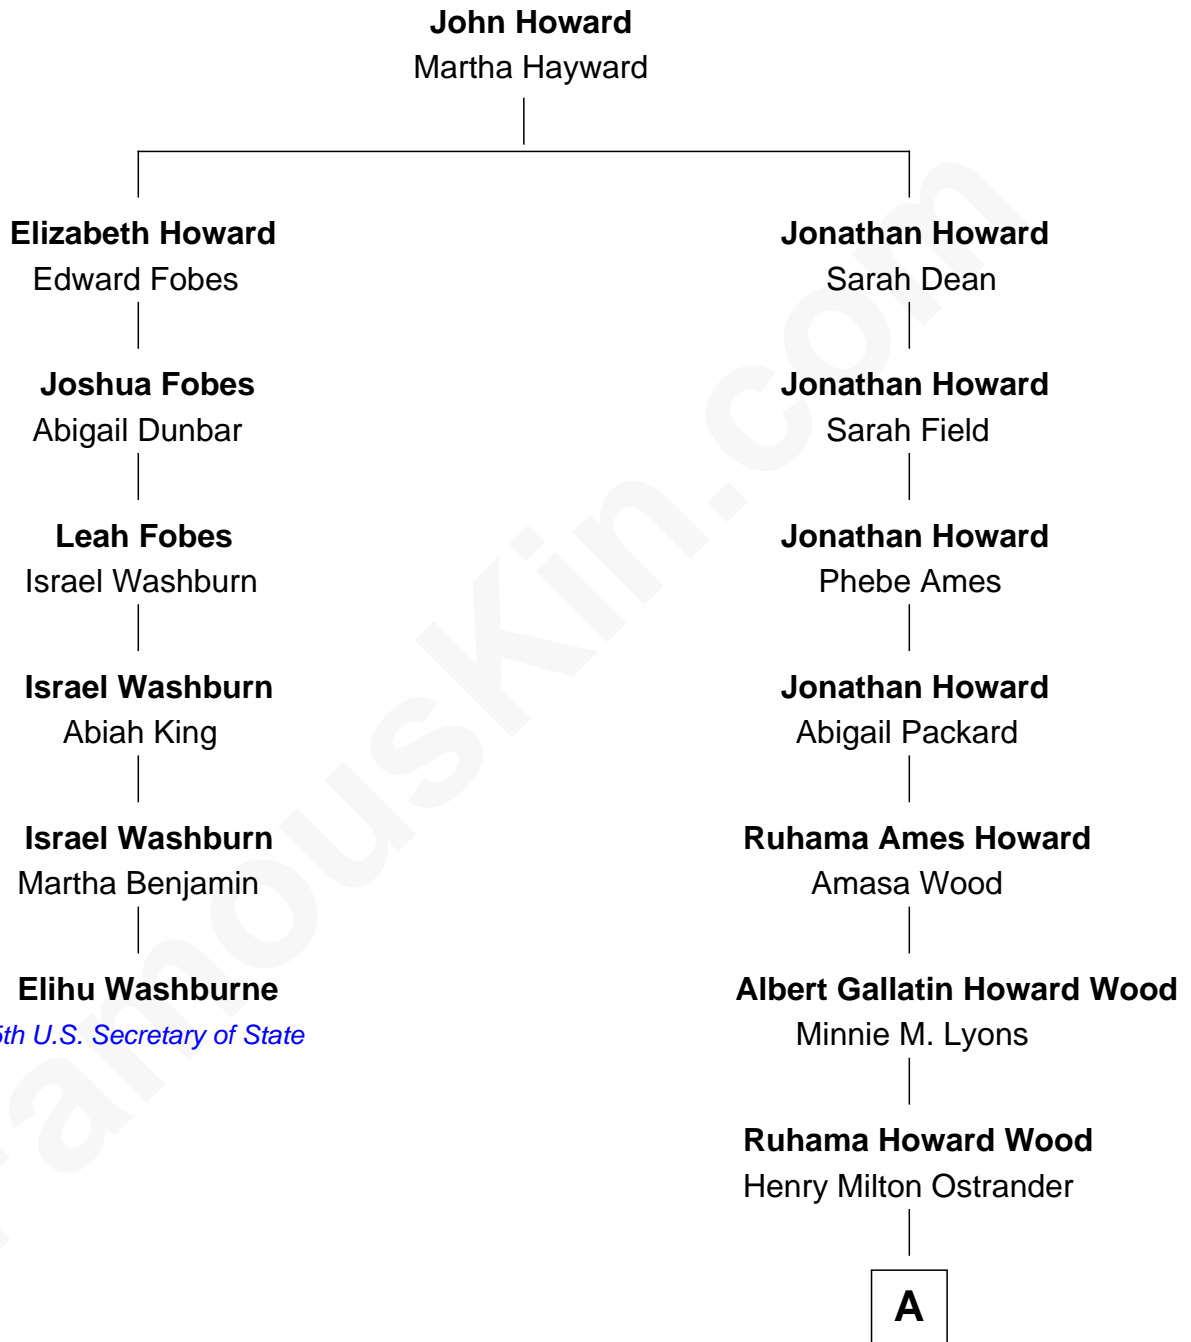 John Howard
Martha Hayward
Elizabeth Howard
Edward Fobes
Jonathan Howard
Sarah Dean
Joshua Fobes
Abigail Dunbar
Jonathan Howard
Sarah Field
Leah Fobes
Israel Washburn
Jonathan Howard
Phebe Ames
Israel Washburn
Abiah King
Jonathan Howard
Abigail Packard
Israel Washburn
Martha Benjamin
Ruhama Ames Howard
Amasa Wood
Elihu Washburne
5th U.S. Secretary of State
Albert Gallatin Howard Wood
Minnie M. Lyons
Ruhama Howard Wood
Henry Milton Ostrander
A
FamousKin.com